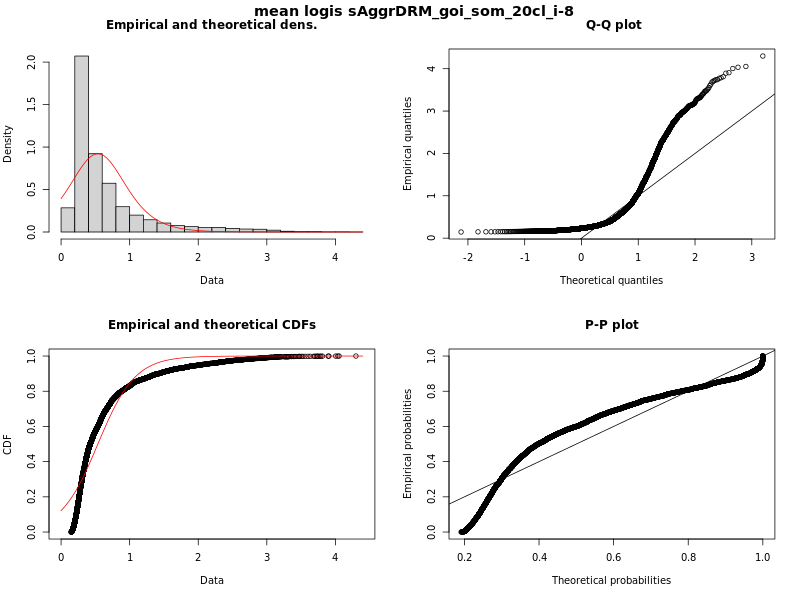 mean logis sAggrDRM_goi_som_20cl_i-8
Empirical and theoretical dens.
Density
0.0 0.5 1.0 1.5 2.0
0 1 2 3 4
Data
Q-Q plot
Empirical quantiles
0 1 2 3 4
-2 -1 0 1 2 3
Theoretical quantiles
Empirical and theoretical CDFs
CDF
0.0 0.2 0.4 0.6 0.8 1.0
0 1 2 3 4
Data
P-P plot
Empirical probabilities
0.0 0.2 0.4 0.6 0.8 1.0
0.2 0.4 0.6 0.8 1.0
Theoretical probabilities